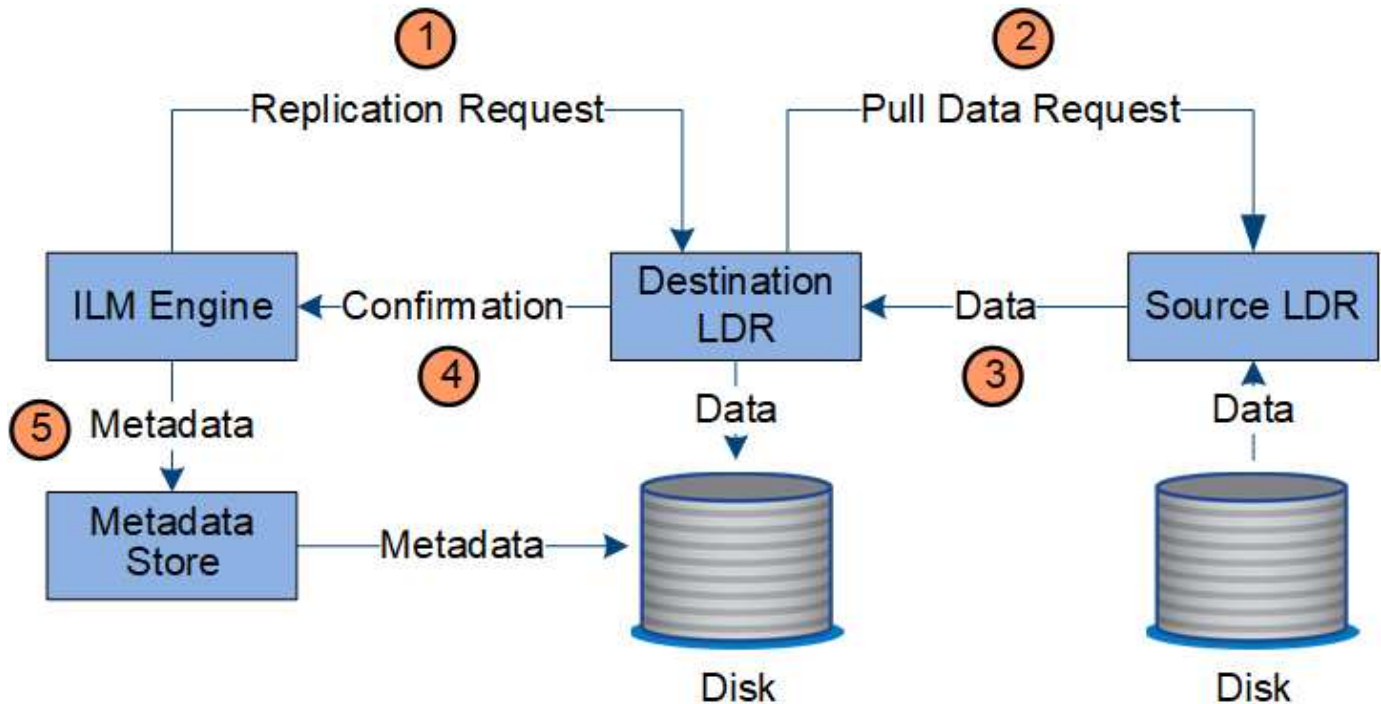 1
2
Replication Request
Pull Data Request
ILM Engine
Confirmation
Destination
LDR
Data
Source LDR
4
3
5
Metadata
Data
Data
Metadata
Store
Metadata
Disk
Disk